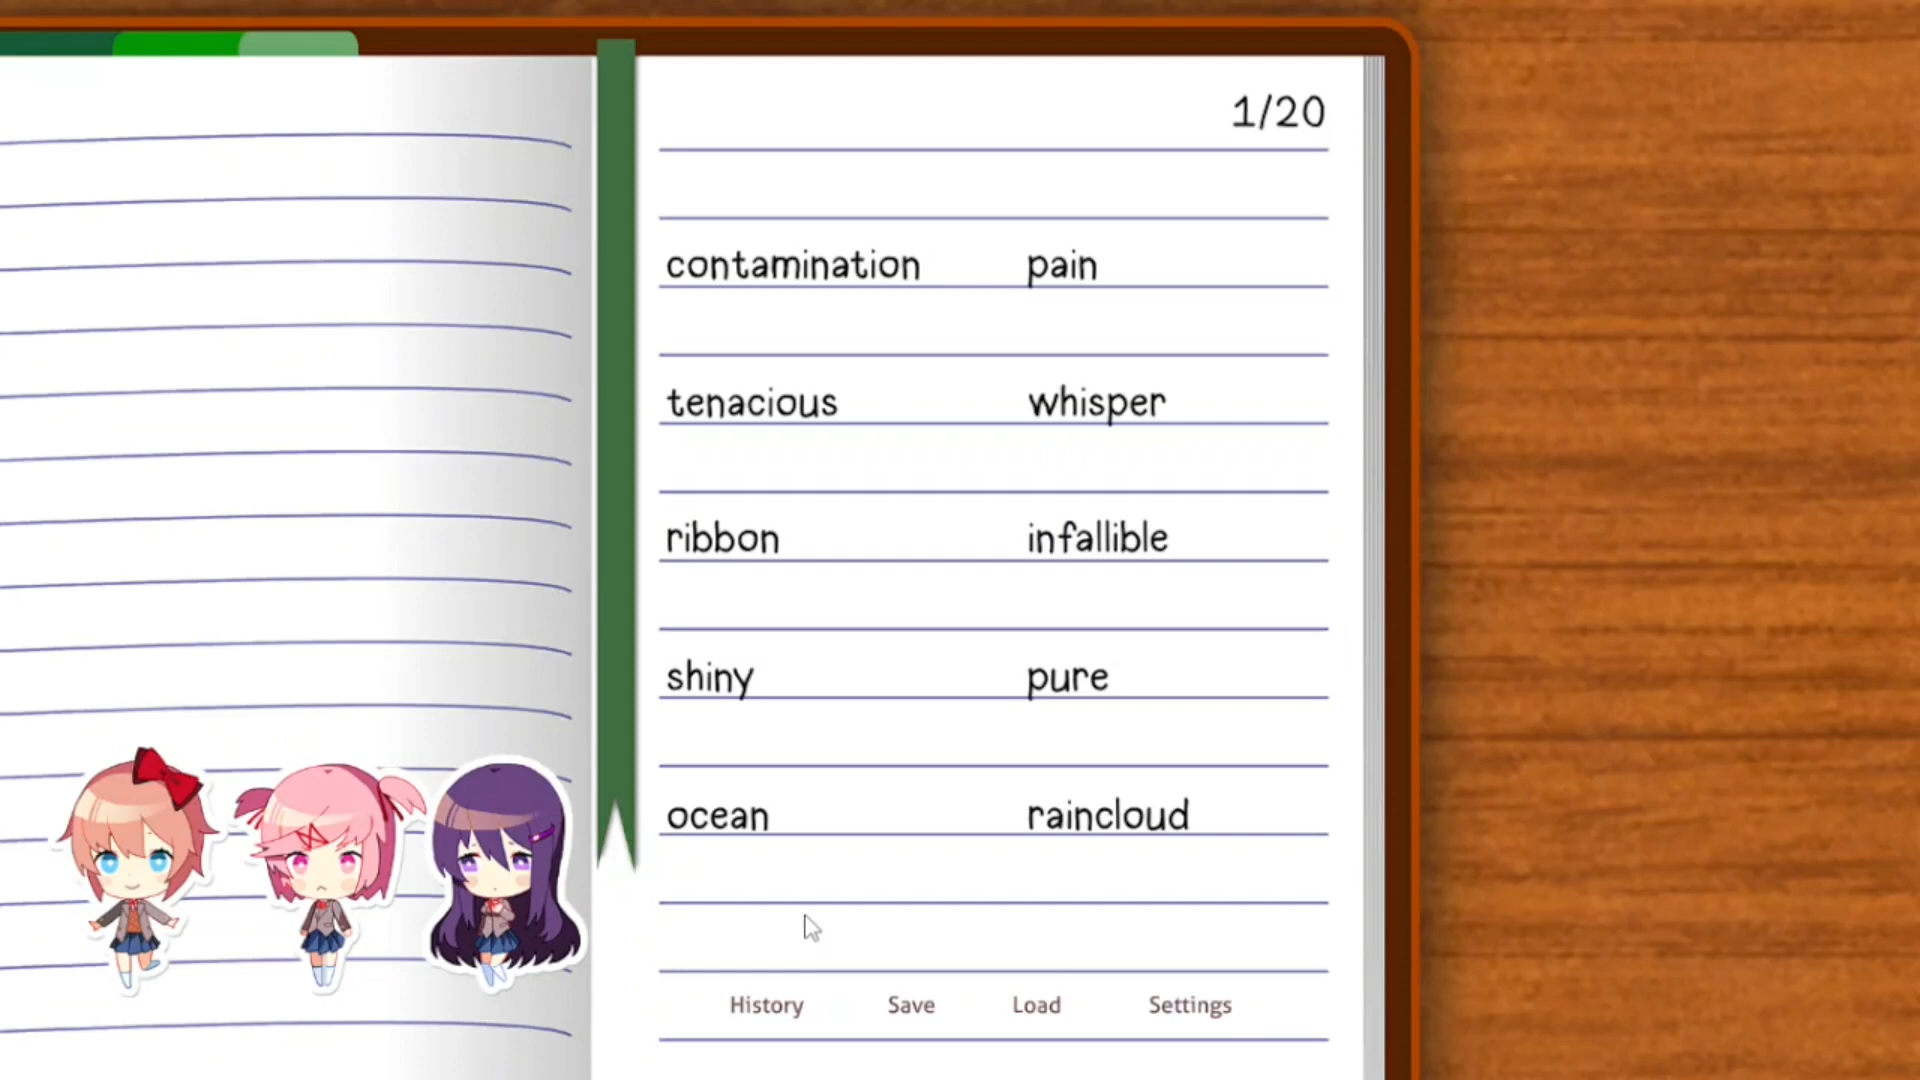 1/20
contamination pain
tenacious whisper
ribbon infallible
shiny pure
ocean raincloud
History Save Load Settings